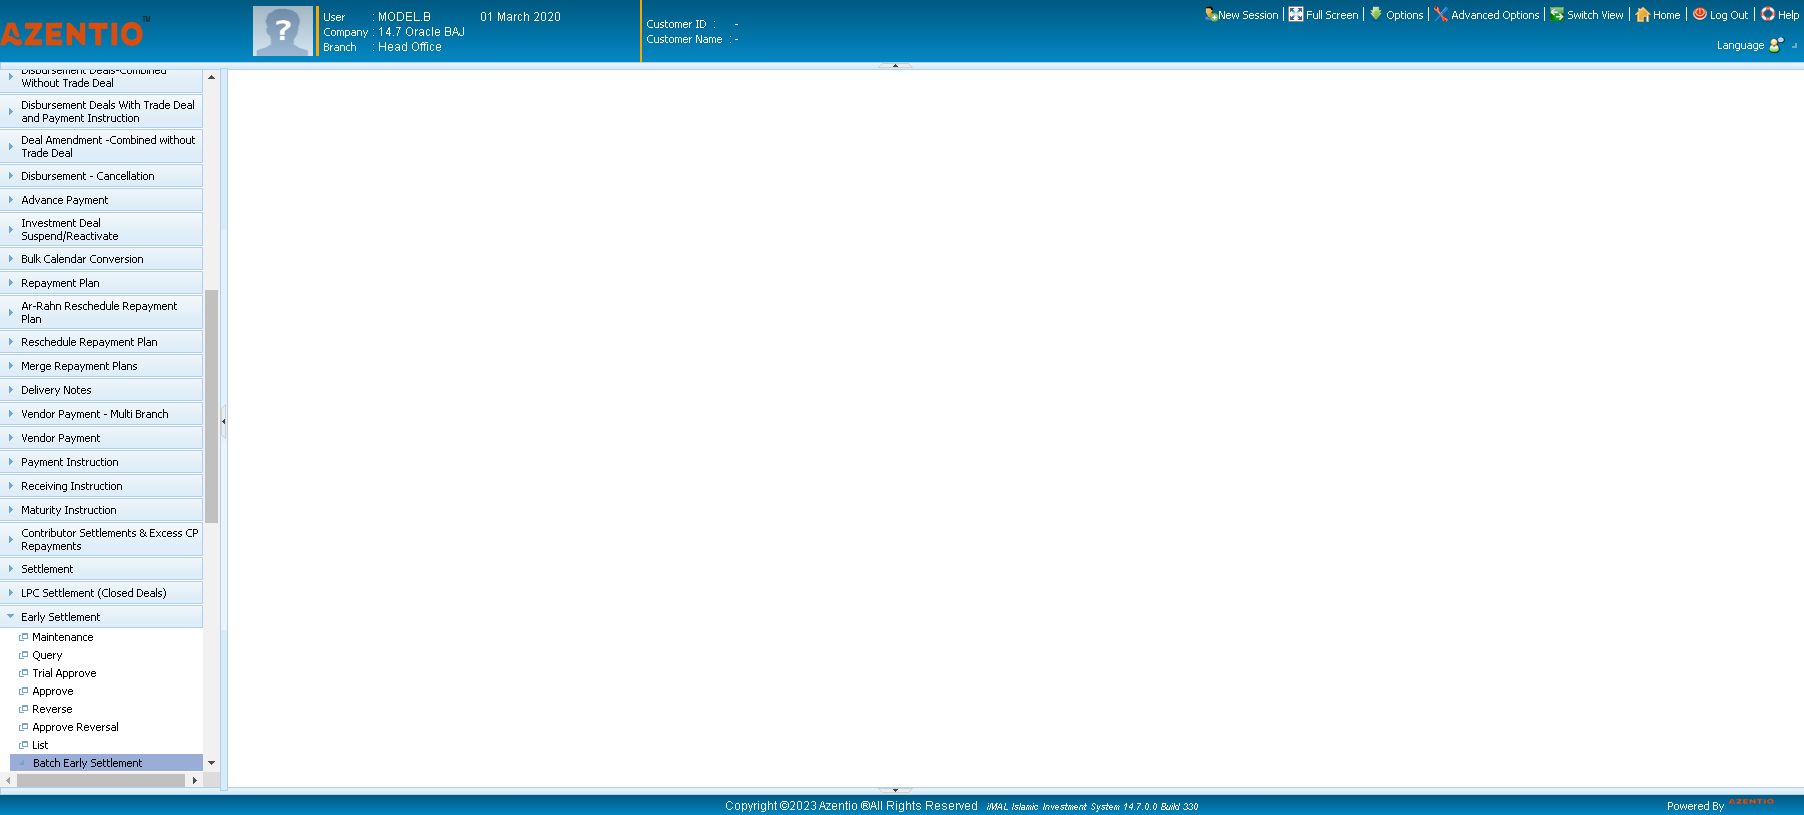 AZENTIO™
User : MODEL.B 01 March 2020
Company : 14.7 Oracle BAJ
Branch : Head Office
Customer ID : -
Customer Name : -
New Session Full Screen Options Advanced Options Switch View Home Log Out Help
Language
Disbursement Deals-Combined
Without Trade Deal
Disbursement Deals With Trade Deal
and Payment Instruction
Deal Amendment -Combined without
Trade Deal
Disbursement - Cancellation
Advance Payment
Investment Deal
Suspend/Reactivate
Bulk Calendar Conversion
Repayment Plan
Ar-Rahn Reschedule Repayment
Plan
Reschedule Repayment Plan
Merge Repayment Plans
Delivery Notes
Vendor Payment - Multi Branch
Vendor Payment
Payment Instruction
Receiving Instruction
Maturity Instruction
Contributor Settlements & Excess CP
Repayments
Settlement
LPC Settlement (Closed Deals)
Early Settlement
Maintenance
Query
Trial Approve
Approve
Reverse
Approve Reversal
List
Batch Early Settlement
Copyright ©2023 Azentio ®All Rights Reserved iMAL Islamic Investment System 14.7.0.0 Build 330
Powered By AZENTIO